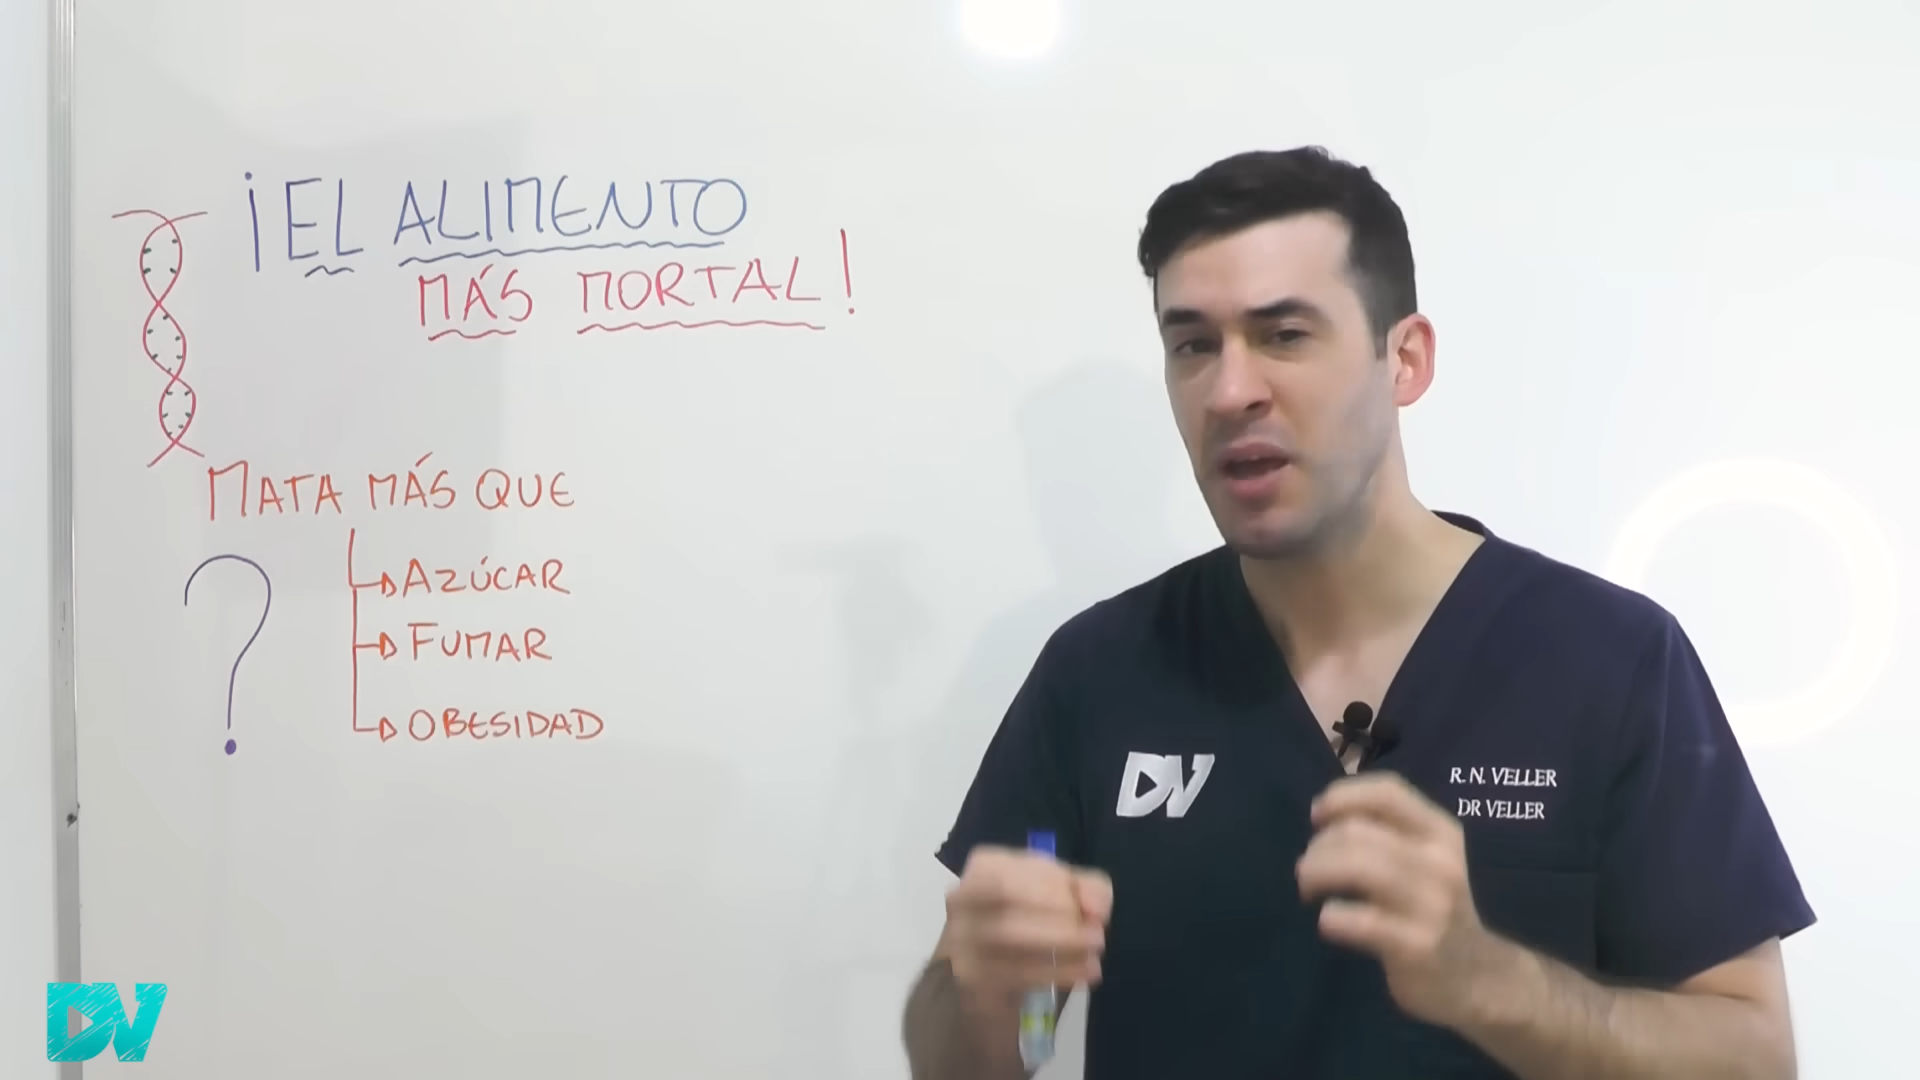 ¡EL ALIMENTO
MÁS MORTAL!
MATA MÁS QUE
AZÚCAR
?
FUMAR
OBESIDAD
DV
R. N. VELLER
DR VELLER
DV